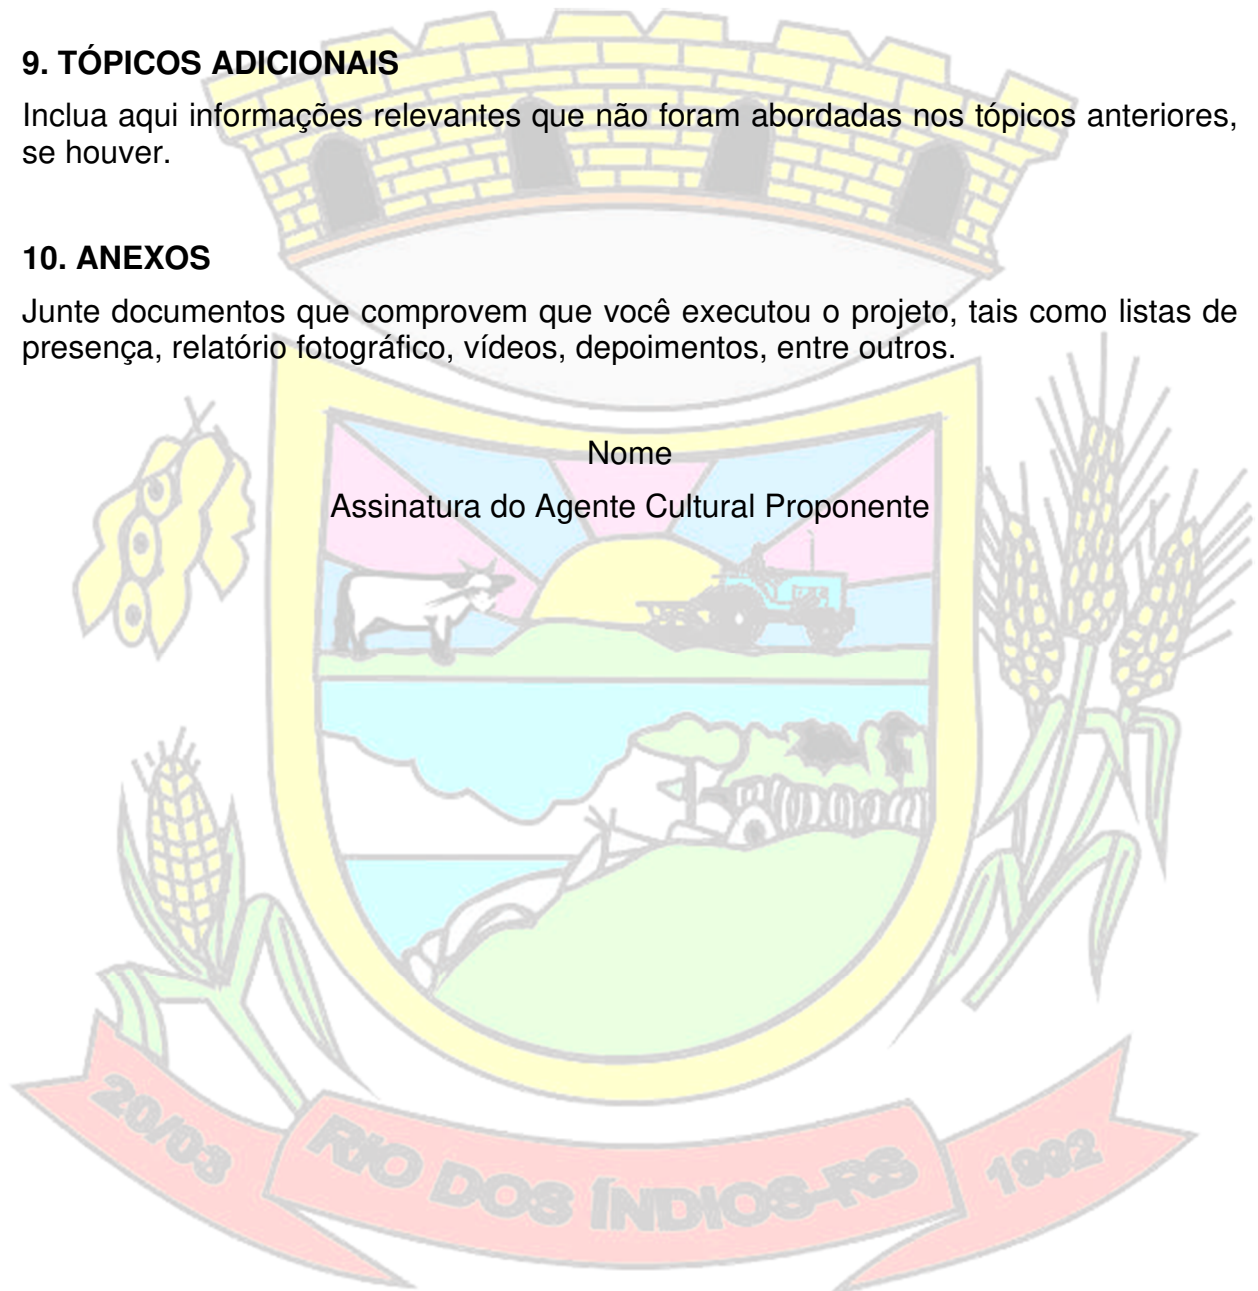 9. TÓPICOS ADICIONAIS
Inclua aqui informações relevantes que não foram abordadas nos tópicos anteriores,
se houver.
10. ANEXOS
Junte documentos que comprovem que você executou o projeto, tais como listas de
presença, relatório fotográfico, vídeos, depoimentos, entre outros.
Nome
Assinatura do Agente Cultural Proponente
20/03
RIO DOS ÍNDIOS-RS
1992